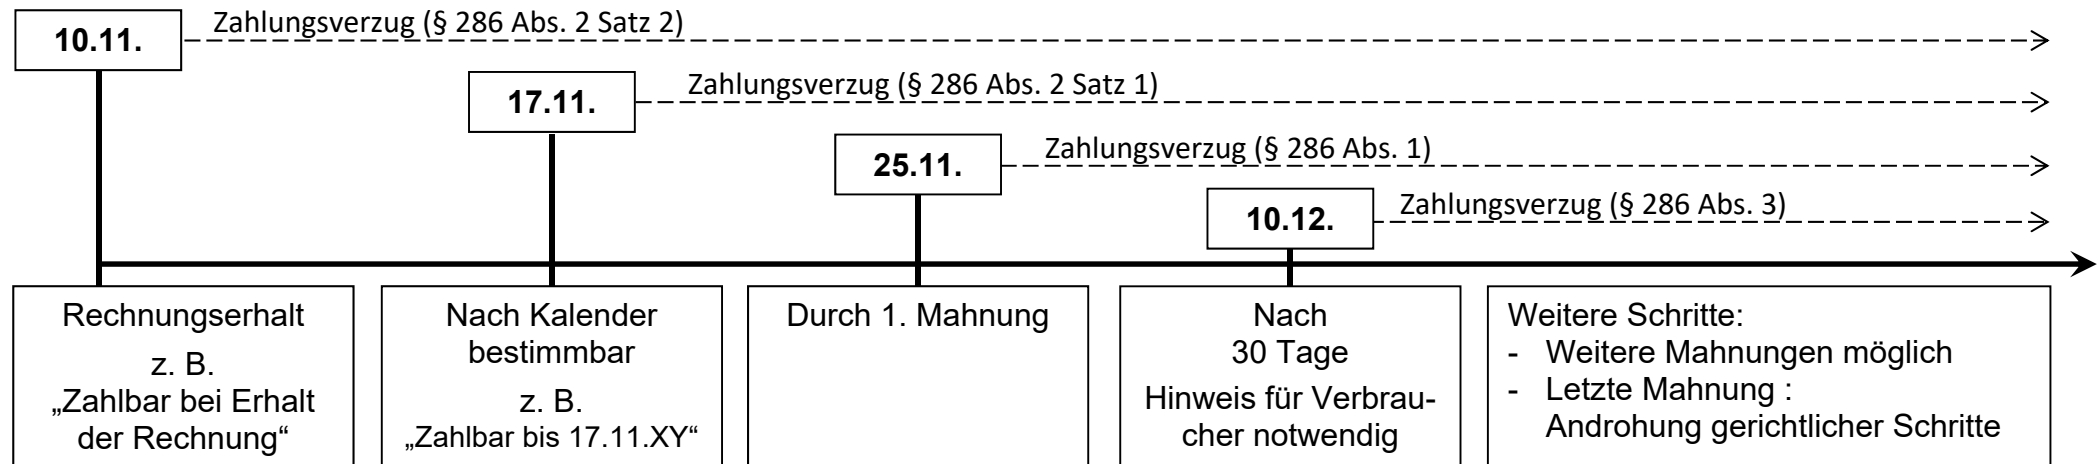 10.11.
Zahlungsverzug (§ 286 Abs. 2 Satz 2)
17.11.
Zahlungsverzug (§ 286 Abs. 2 Satz 1)
25.11.
Zahlungsverzug (§ 286 Abs. 1)
10.12.
Zahlungsverzug (§ 286 Abs. 3)
Rechnungserhalt
z. B.
„Zahlbar bei Erhalt
der Rechnung“
Nach Kalender
bestimmbar
z. B.
„Zahlbar bis 17.11.XY“
Durch 1. Mahnung
Nach
30 Tage
Hinweis für Verbrau-
cher notwendig
Weitere Schritte:
- Weitere Mahnungen möglich
- Letzte Mahnung :
Androhung gerichtlicher Schritte